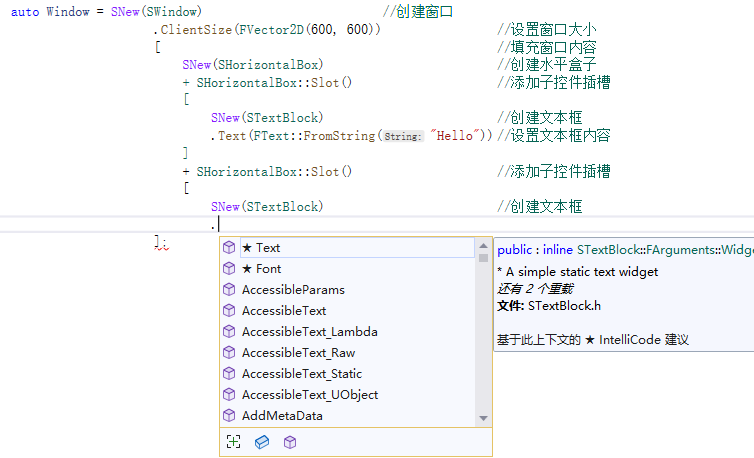 auto Window = SNew(SWindow) //创建窗口
.ClientSize(FVector2D(600, 600)) //设置窗口大小
[ //填充窗口内容
SNew(SHorizontalBox) //创建水平盒子
+ SHorizontalBox::Slot() //添加子控件插槽
[
SNew(STextBlock) //创建文本框
.Text(FText::FromString(String: "Hello")) //设置文本框内容
]
+ SHorizontalBox::Slot() //添加子控件插槽
[
SNew(STextBlock) //创建文本框
.
];
★ Text
★ Font
AccessibleParams
AccessibleText
AccessibleText_Lambda
AccessibleText_Raw
AccessibleText_Static
AccessibleText_UObject
AddMetaData
public : inline STextBlock::FArguments::Widge
* A simple static text widget
还有 2 个重载
文件: STextBlock.h
基于此上下文的 ★ IntelliCode 建议